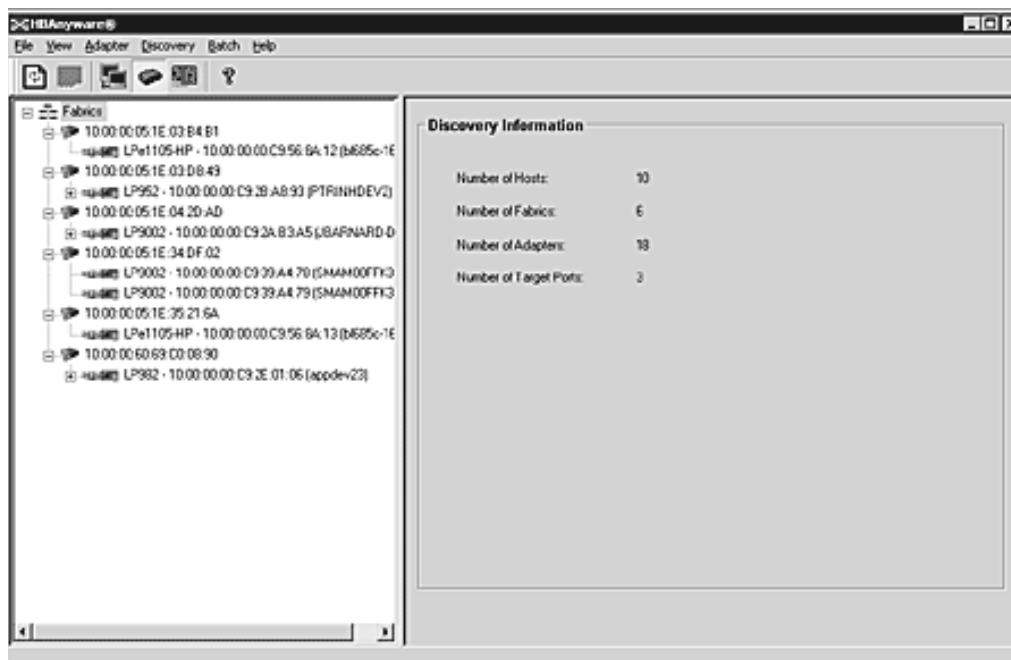 HBAnyware®
File View Adapter Discovery Batch Help
Fabrics
10:00:00:05:1E:03:B4:B1
LPe1105-HP - 10:00:00:00:C9:56:6A:12 (bl685c-16
10:00:00:05:1E:03:D8:49
LP952 - 10:00:00:00:C9:28:A8:93 (PTRINHDEV2)
10:00:00:05:1E:04:2D:AD
LP9002 - 10:00:00:00:C9:2A:83:A5 (JBARNARD-D
10:00:00:05:1E:34:DF:02
LP9002 - 10:00:00:00:C9:39:A4:78 (SMAM00FFK3
LP9002 - 10:00:00:00:C9:39:A4:79 (SMAM00FFK3
10:00:00:05:1E:35:21:6A
LPe1105-HP - 10:00:00:00:C9:56:6A:13 (bl685c-16
10:00:00:60:69:C0:08:90
LP982 - 10:00:00:00:C9:2E:01:06 (appdev23)
Discovery Information
Number of Hosts: 10
Number of Fabrics: 6
Number of Adapters: 18
Number of Target Ports: 3